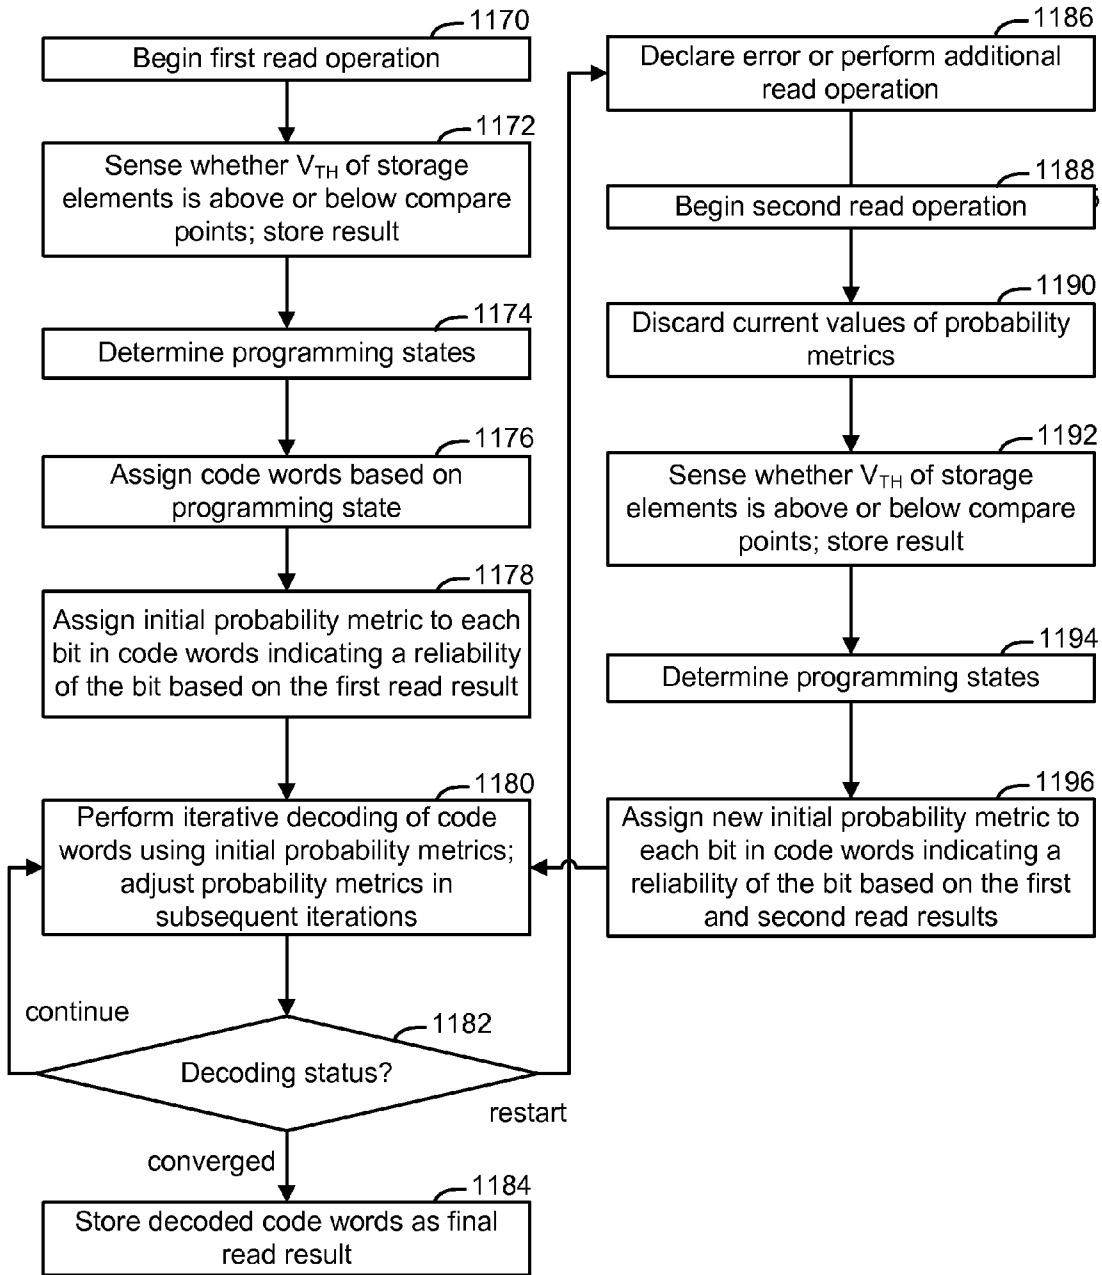 1170
Begin first read operation
1172
Sense whether VTH of storage
elements is above or below compare
points; store result
1174
Determine programming states
1176
Assign code words based on
programming state
1178
Assign initial probability metric to each
bit in code words indicating a reliability
of the bit based on the first read result
1180
Perform iterative decoding of code
words using initial probability metrics;
adjust probability metrics in
subsequent iterations
continue
1182
Decoding status?
restart
converged
1184
Store decoded code words as final
read result
1186
Declare error or perform additional
read operation
1188
Begin second read operation
1190
Discard current values of probability
metrics
1192
Sense whether VTH of storage
elements is above or below compare
points; store result
1194
Determine programming states
1196
Assign new initial probability metric to
each bit in code words indicating a
reliability of the bit based on the first
and second read results